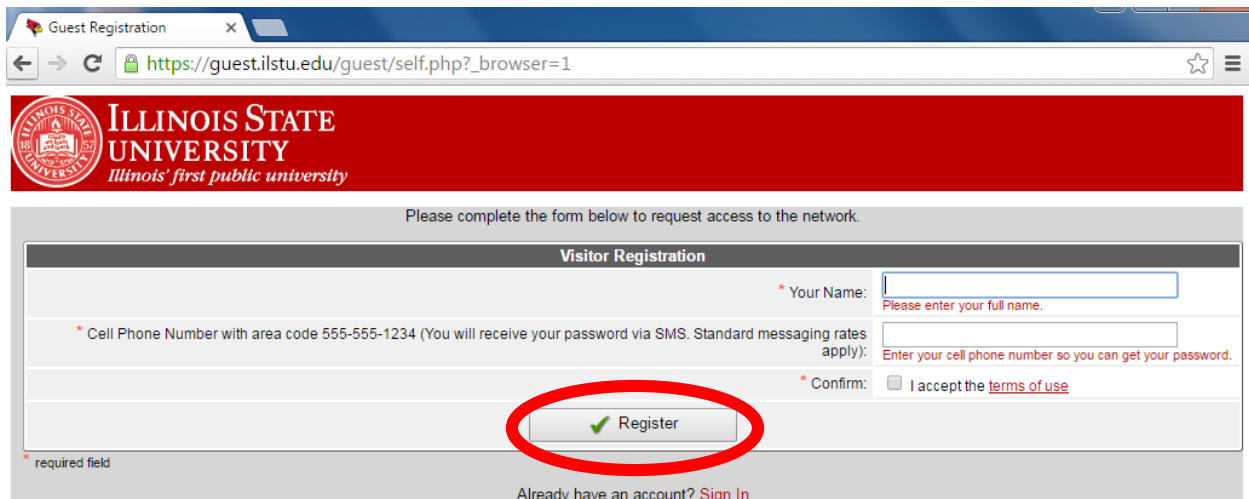 Guest Registration
https://guest.ilstu.edu/guest/self.php?_browser=1
ILLINOIS STATE
UNIVERSITY
Illinois' first public university
Please complete the form below to request access to the network.
Visitor Registration
* Your Name:
Please enter your full name.
* Cell Phone Number with area code 555-555-1234 (You will receive your password via SMS. Standard messaging rates
apply):
Enter your cell phone number so you can get your password.
* Confirm:
I accept the terms of use
Register
* required field
Already have an account? Sign In